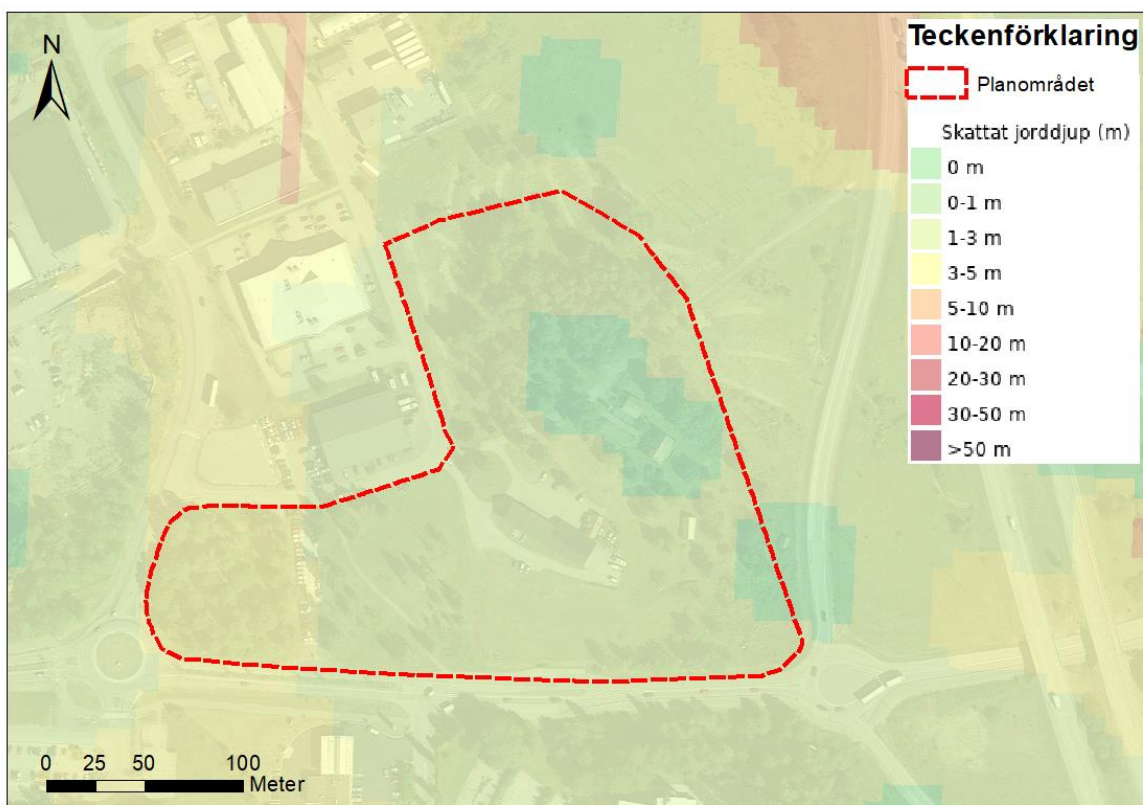 N
Teckenförklaring
Planområdet
Skattat jorddjup (m)
0 m
0-1 m
1-3 m
3-5 m
5-10 m
10-20 m
20-30 m
30-50 m
>50 m
0 25 50 100
Meter